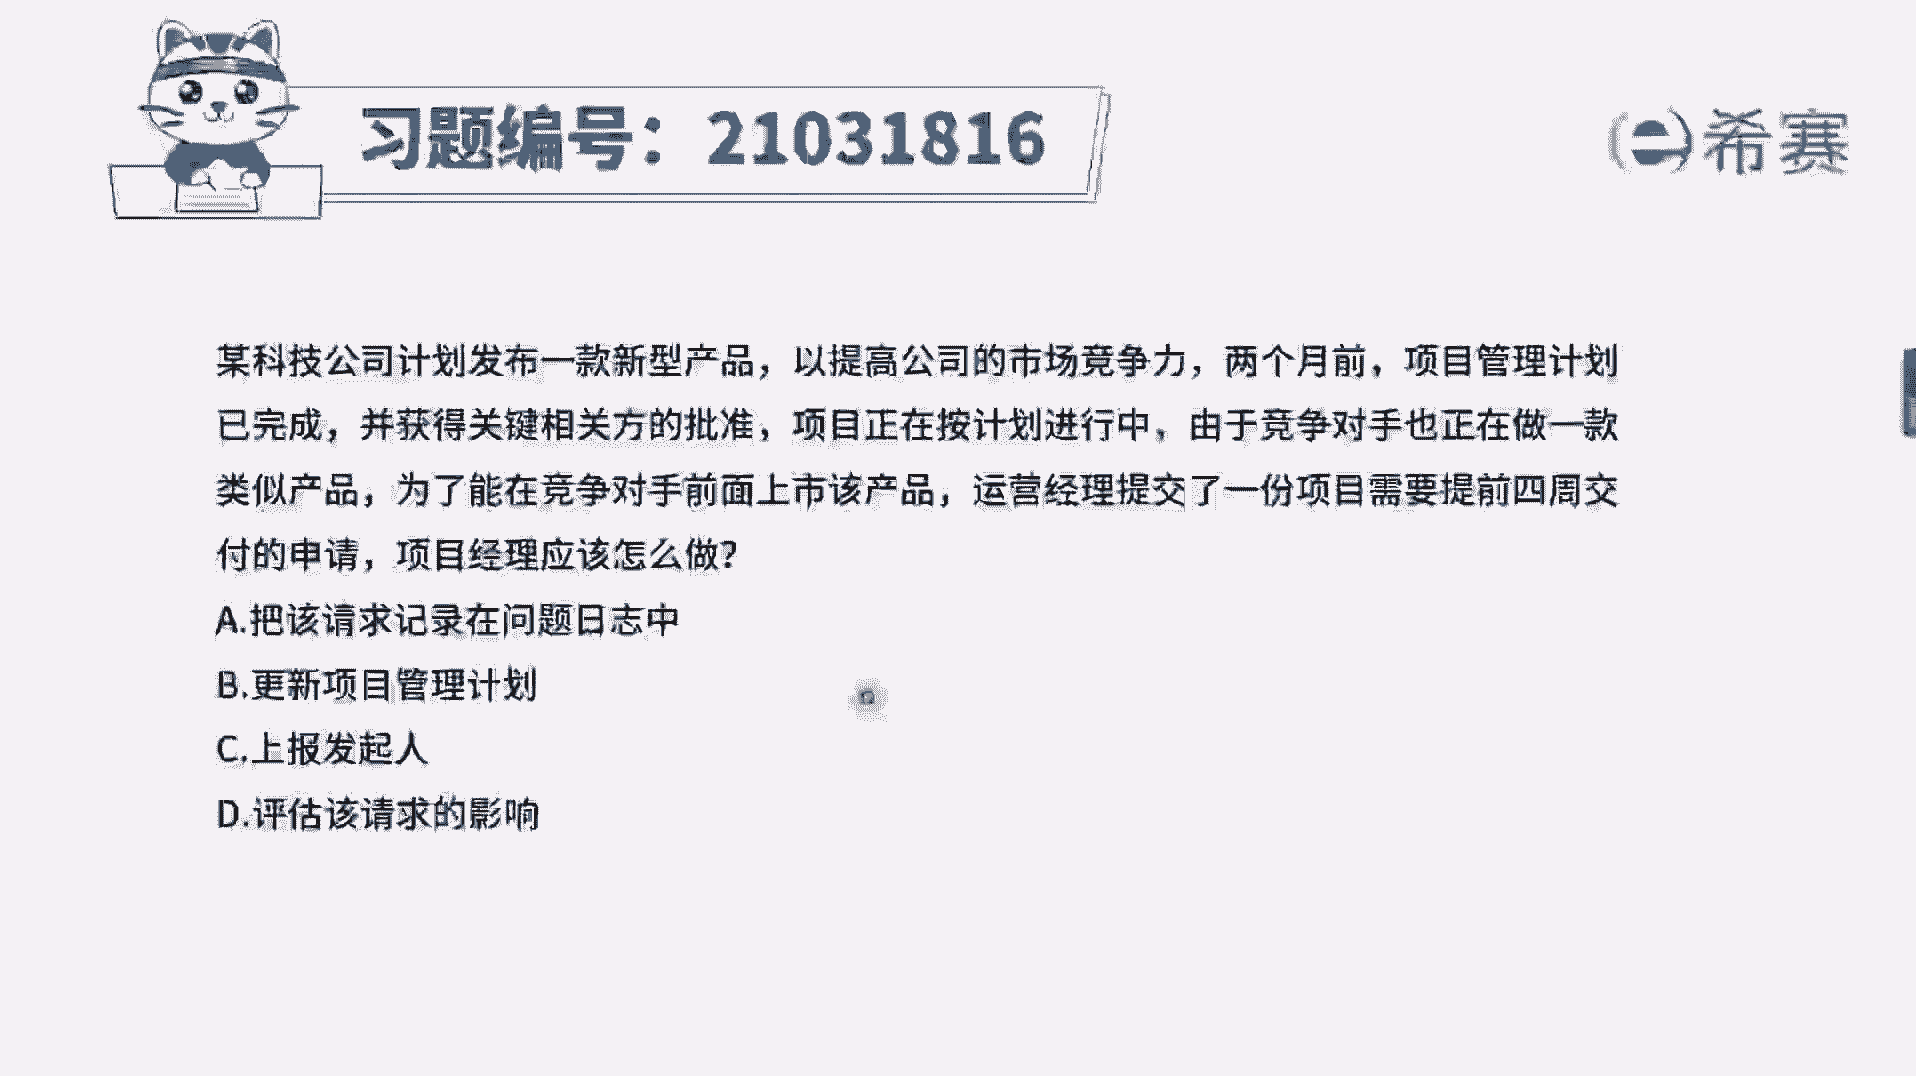 习题编号：21031816
希赛
某科技公司计划发布一款新型产品，以提高公司的市场竞争力，两个月前，项目管理计划
已完成，并获得关键相关方的批准，项目正在按计划进行中，由于竞争对手也正在做一款
类似产品，为了能在竞争对手前面上市该产品，运营经理提交了一份项目需要提前四周交
付的申请，项目经理应该怎么做？
A.把该请求记录在问题日志中
B.更新项目管理计划
C.上报发起人
D.评估该请求的影响